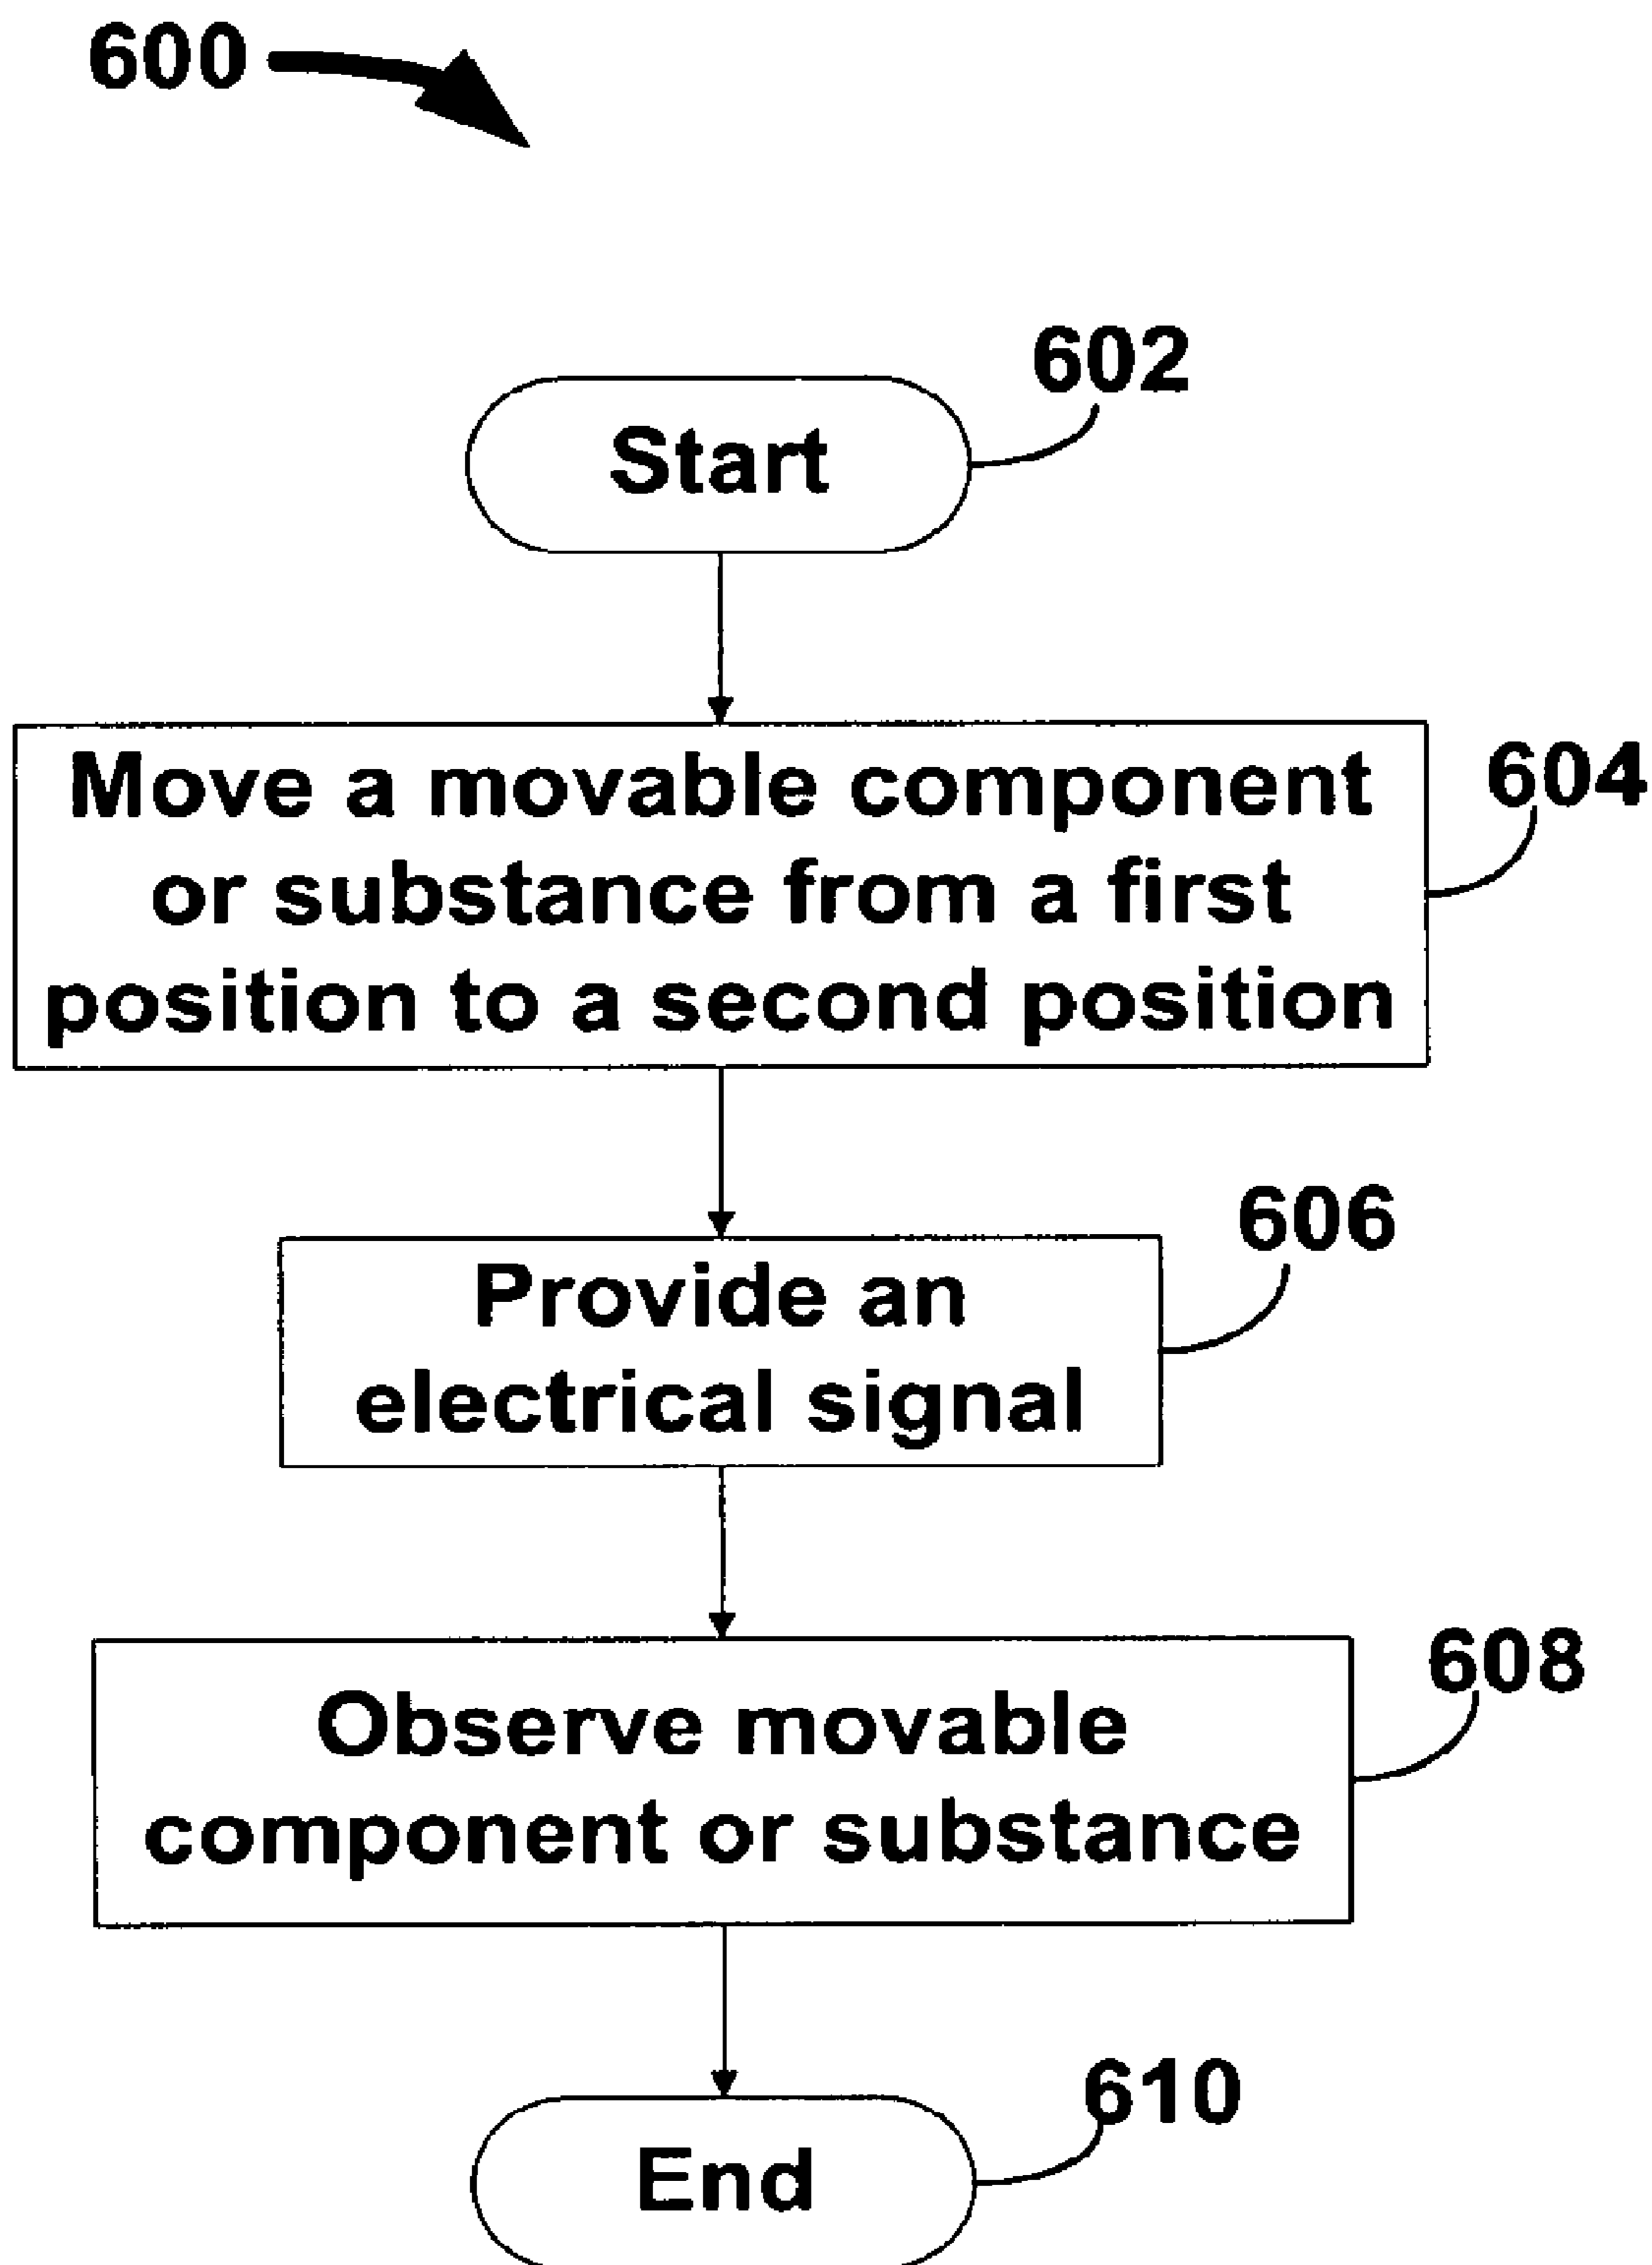 600
602
Start
604
Move a movable component
or substance from a first
position to a second position
606
Provide an
electrical signal
608
Observe movable
component or substance
610
End